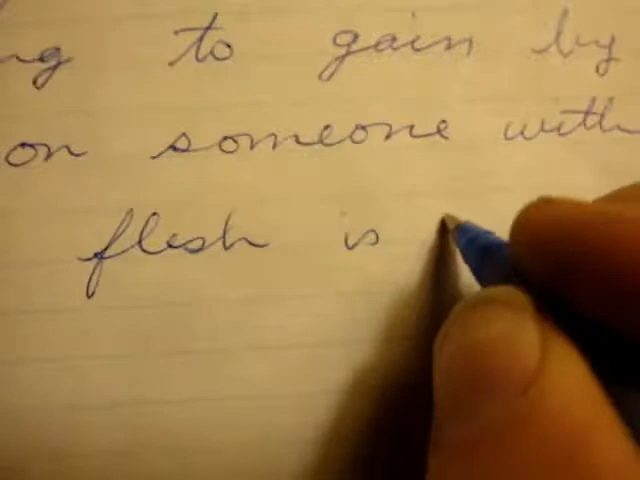 ng to gain by
on someone with
flesh is